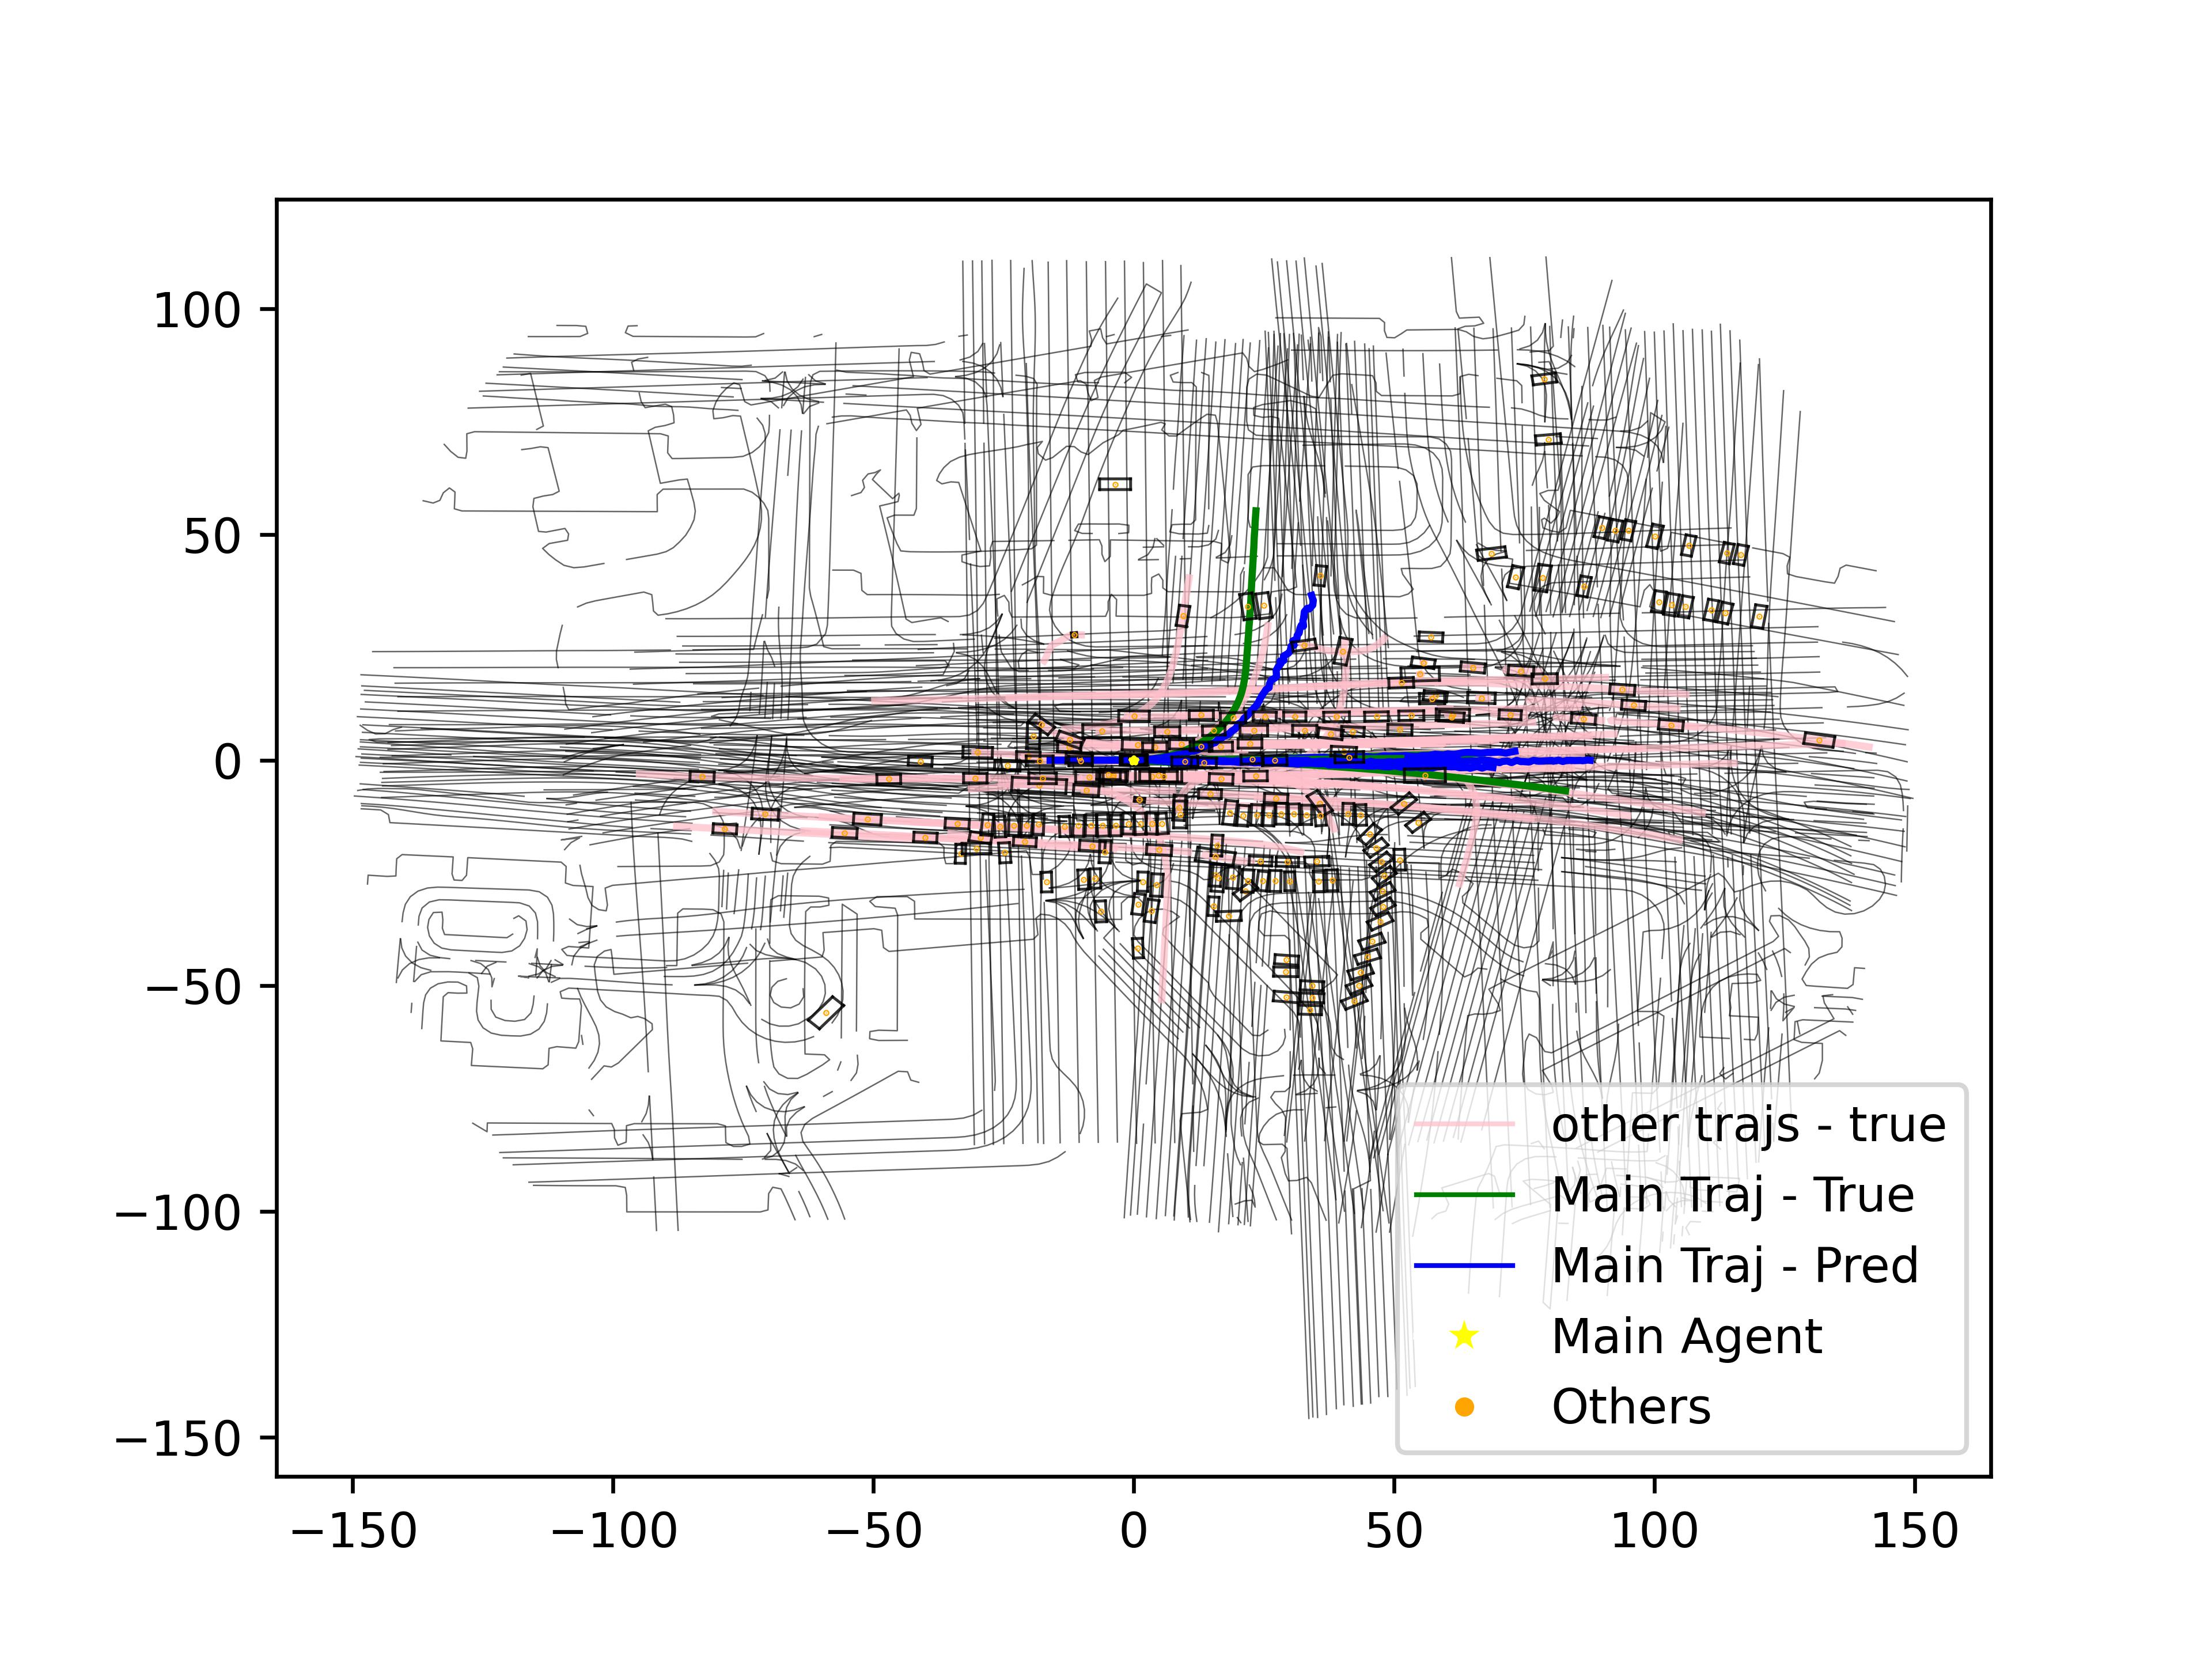 100
50
0
−50
−100
−150
−150
−100
−50
0
50
100
150
other trajs - true
Main Traj - True
Main Traj - Pred
Main Agent
Others